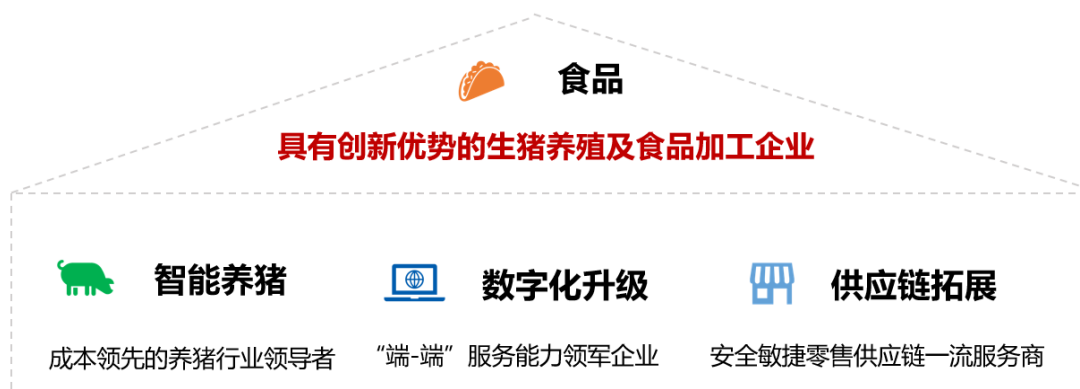 食品
具有创新优势的生猪养殖及食品加工企业
智能养猪
数字化升级
供应链拓展
成本领先的养猪行业领导者
“端-端”服务能力领军企业
安全敏捷零售供应链一流服务商